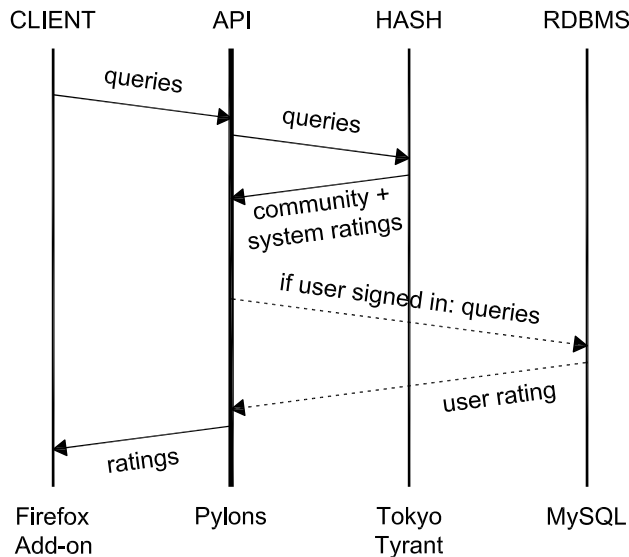 CLIENT API HASH RDBMS
queries
queries
community +
system ratings
if user signed in: queries
user rating
ratings
Firefox
Add-on
Pylons
Tokyo
Tyrant
MySQL